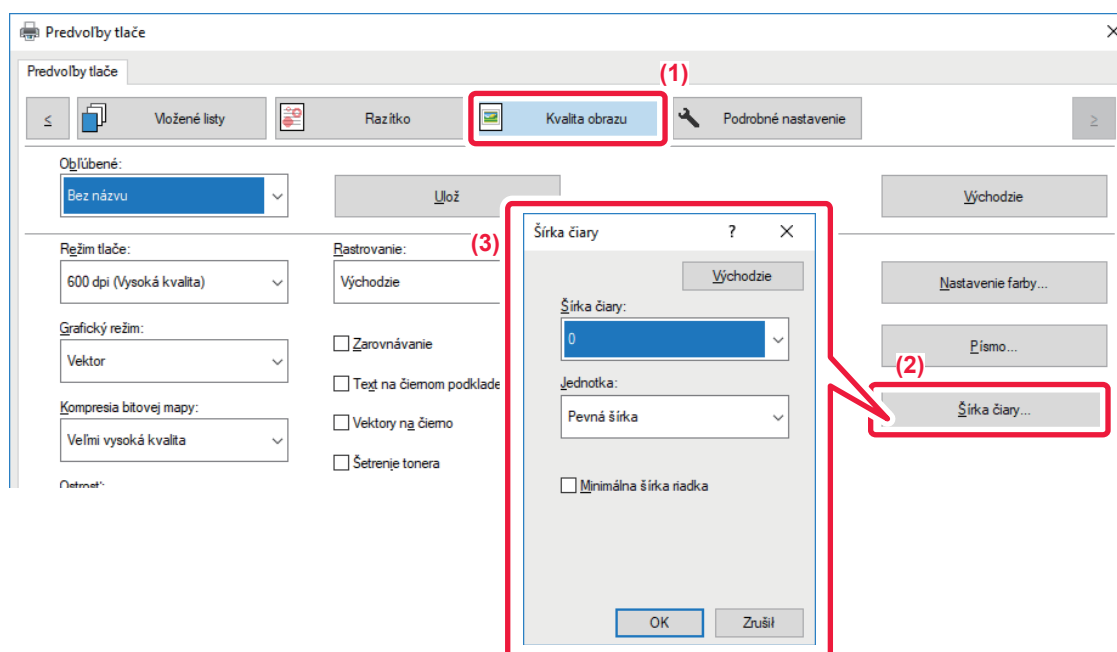 Predvoľby tlače
Predvoľby tlače
(1)
<
Vložené listy
Razítko
Kvalita obrazu
Podrobné nastavenie
>
Obľúbené:
Bez názvu
Ulož
Východzie
Režim tlače:
600 dpi (Vysoká kvalita)
Rastrovanie:
Východzie
Nastavenie farby...
Grafický režim:
Vektor
Zarovnávanie
Písmo...
Text na čiernom podklade
(2)
Šírka čiary...
Kompresia bitovej mapy:
Veľmi vysoká kvalita
Vektory na čierno
Šetrenie tonera
Ostrosť:
(3)
Šírka čiary
?
Východzie
Šírka čiary:
0
Jednotka:
Pevná šírka
Minimálna šírka riadka
OK
Zrušiť